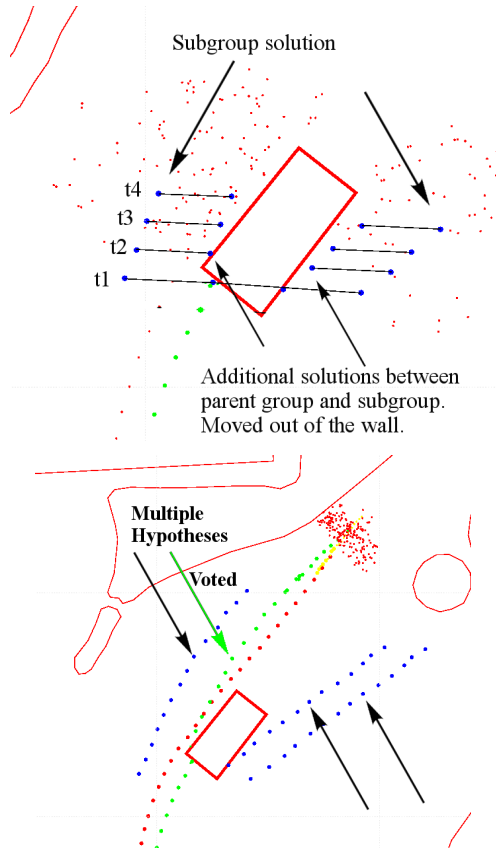 Subgroup solution
t4
t3
t2
t1
Additional solutions between
parent group and subgroup.
Moved out of the wall.
Multiple
Hypotheses
Voted